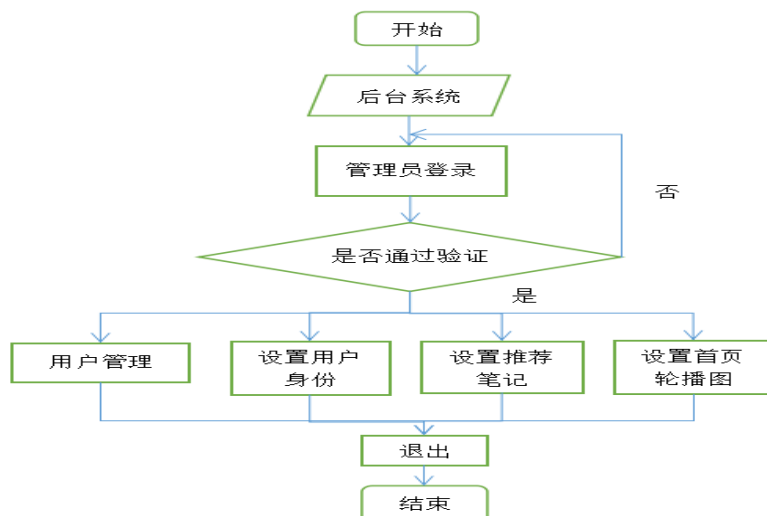 开始
后台系统
管理员登录
否
是否通过验证
是
用户管理
设置用户
身份
设置推荐
笔记
设置首页
轮播图
退出
结束